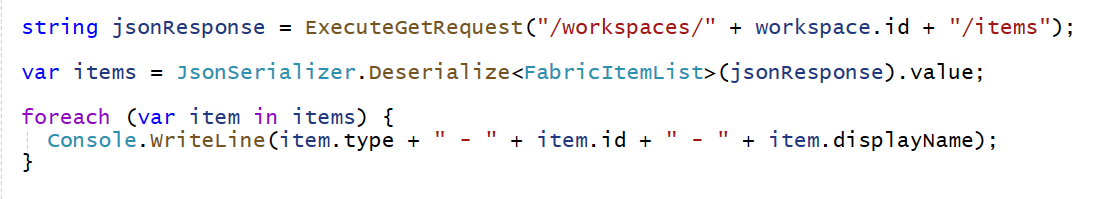 string jsonResponse = ExecuteGetRequest("/workspaces/" + workspace.id + "/items");
var items = JsonSerializer.Deserialize<FabricItemList>(jsonResponse).value;
foreach (var item in items) {
  Console.WriteLine(item.type + " - " + item.id + " - " + item.displayName);
}